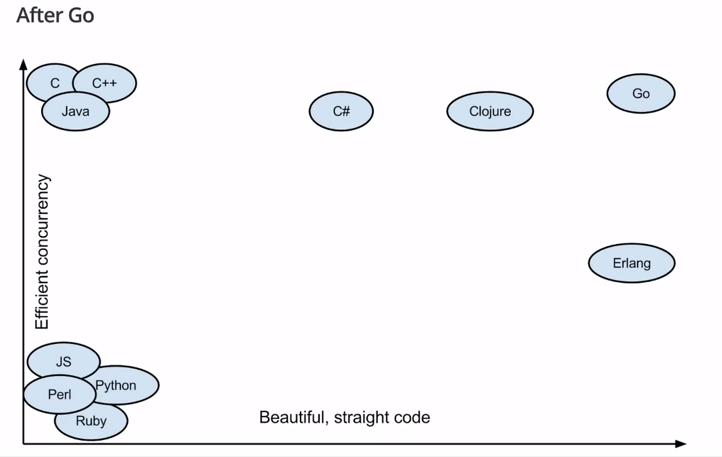 After Go
C
C++
Java
C#
Clojure
Go
Efficient concurrency
Erlang
JS
Python
Perl
Ruby
Beautiful, straight code